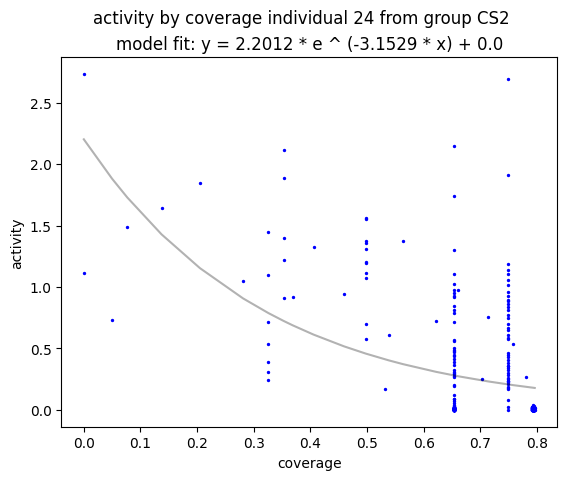 activity by coverage individual 24 from group CS2
model fit: y = 2.2012 * e ^ (-3.1529 * x) + 0.0
2.5
2.0
1.5
1.0
0.5
0.0
activity
0.0 0.1 0.2 0.3 0.4 0.5 0.6 0.7 0.8
coverage